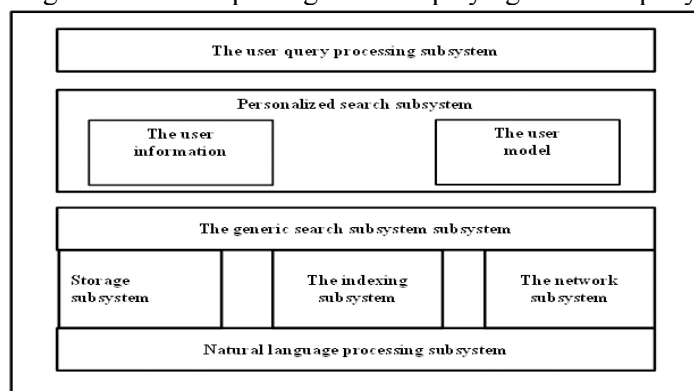 The user query processing subsystem
Personalized search subsystem
The user
information
The user
model
The generic search subsystem subsystem
Storage
subsystem
The indexing
subsystem
The network
subsystem
Natural language processing subsystem